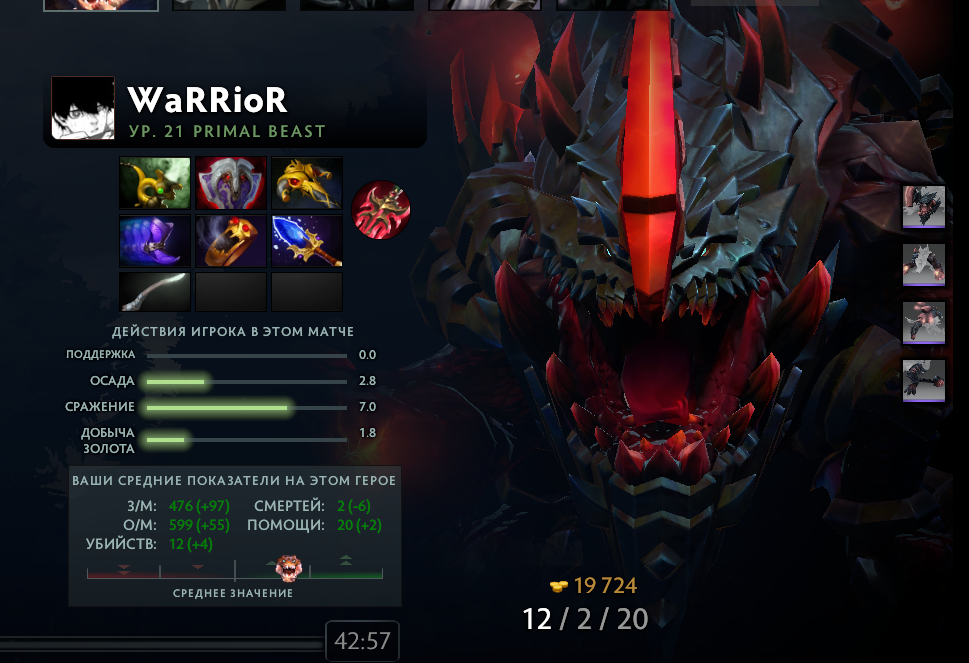 WaRRioR
УР. 21 PRIMAL BEAST
ДЕЙСТВИЯ ИГРОКА В ЭТОМ МАТЧЕ
ПОДДЕРЖКА 0.0
ОСАДА 2.8
СРАЖЕНИЕ 7.0
ДОБЫЧА
ЗОЛОТА 1.8
ВАШИ СРЕДНИЕ ПОКАЗАТЕЛИ НА ЭТОМ ГЕРОЕ
З/М: 476 (+97) СМЕРТЕЙ: 2 (-6)
О/М: 599 (+55) ПОМОЩИ: 20 (+2)
УБИЙСТВ: 12 (+4)
СРЕДНЕЕ ЗНАЧЕНИЕ
19 724
12 / 2 / 20
42:57